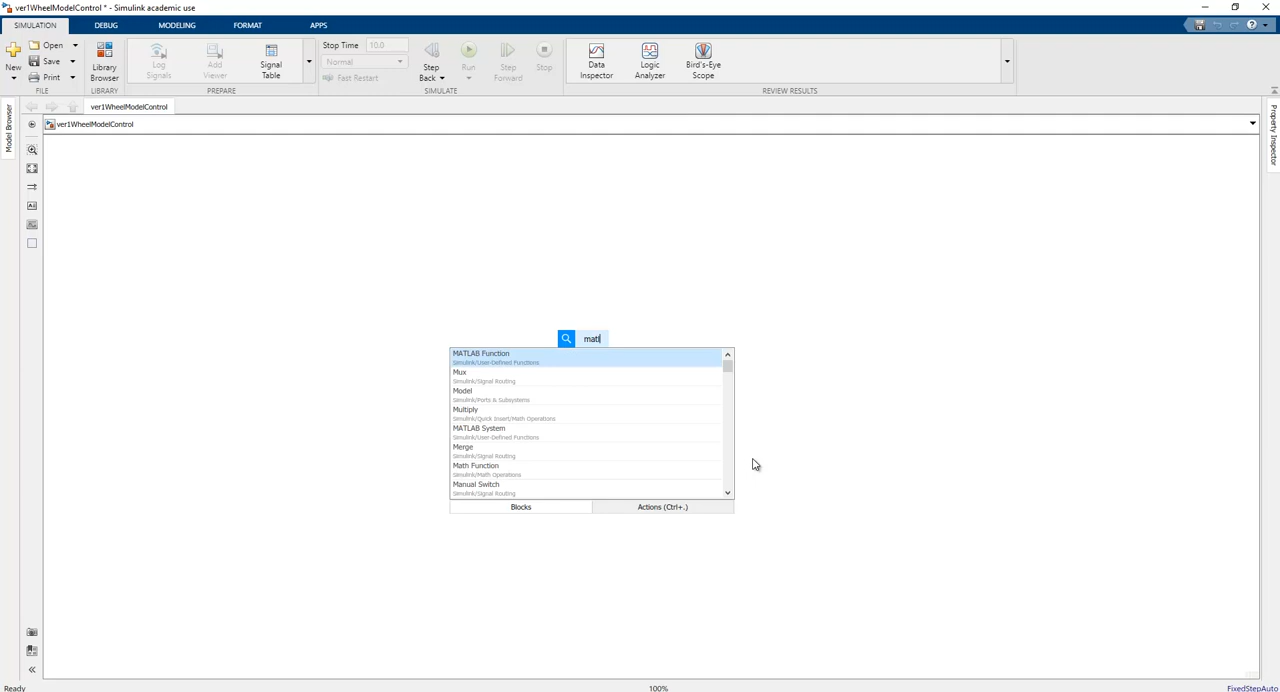 ver1WheelModelControl * - Simulink academic use
SIMULATION DEBUG MODELING FORMAT APPS
New
Open
Save
Print
FILE
Library Browser
LIBRARY
Log Signals
Add Viewer
Signal Table
PREPARE
Stop Time 10.0
Normal
Fast Restart
Step Back
Run
Step Forward
Stop
SIMULATE
Data Inspector
Logic Analyzer
Bird's-Eye Scope
REVIEW RESULTS
Model Browser
ver1WheelModelControl
ver1WheelModelControl
Property Inspector
matl
MATLAB Function
Simulink/User-Defined Functions
Mux
Simulink/Signal Routing
Model
Simulink/Ports & Subsystems
Multiply
Simulink/Quick Insert/Math Operations
MATLAB System
Simulink/User-Defined Functions
Merge
Simulink/Signal Routing
Math Function
Simulink/Math Operations
Manual Switch
Simulink/Signal Routing
Blocks Actions (Ctrl+.)
Ready 100% FixedStepAuto